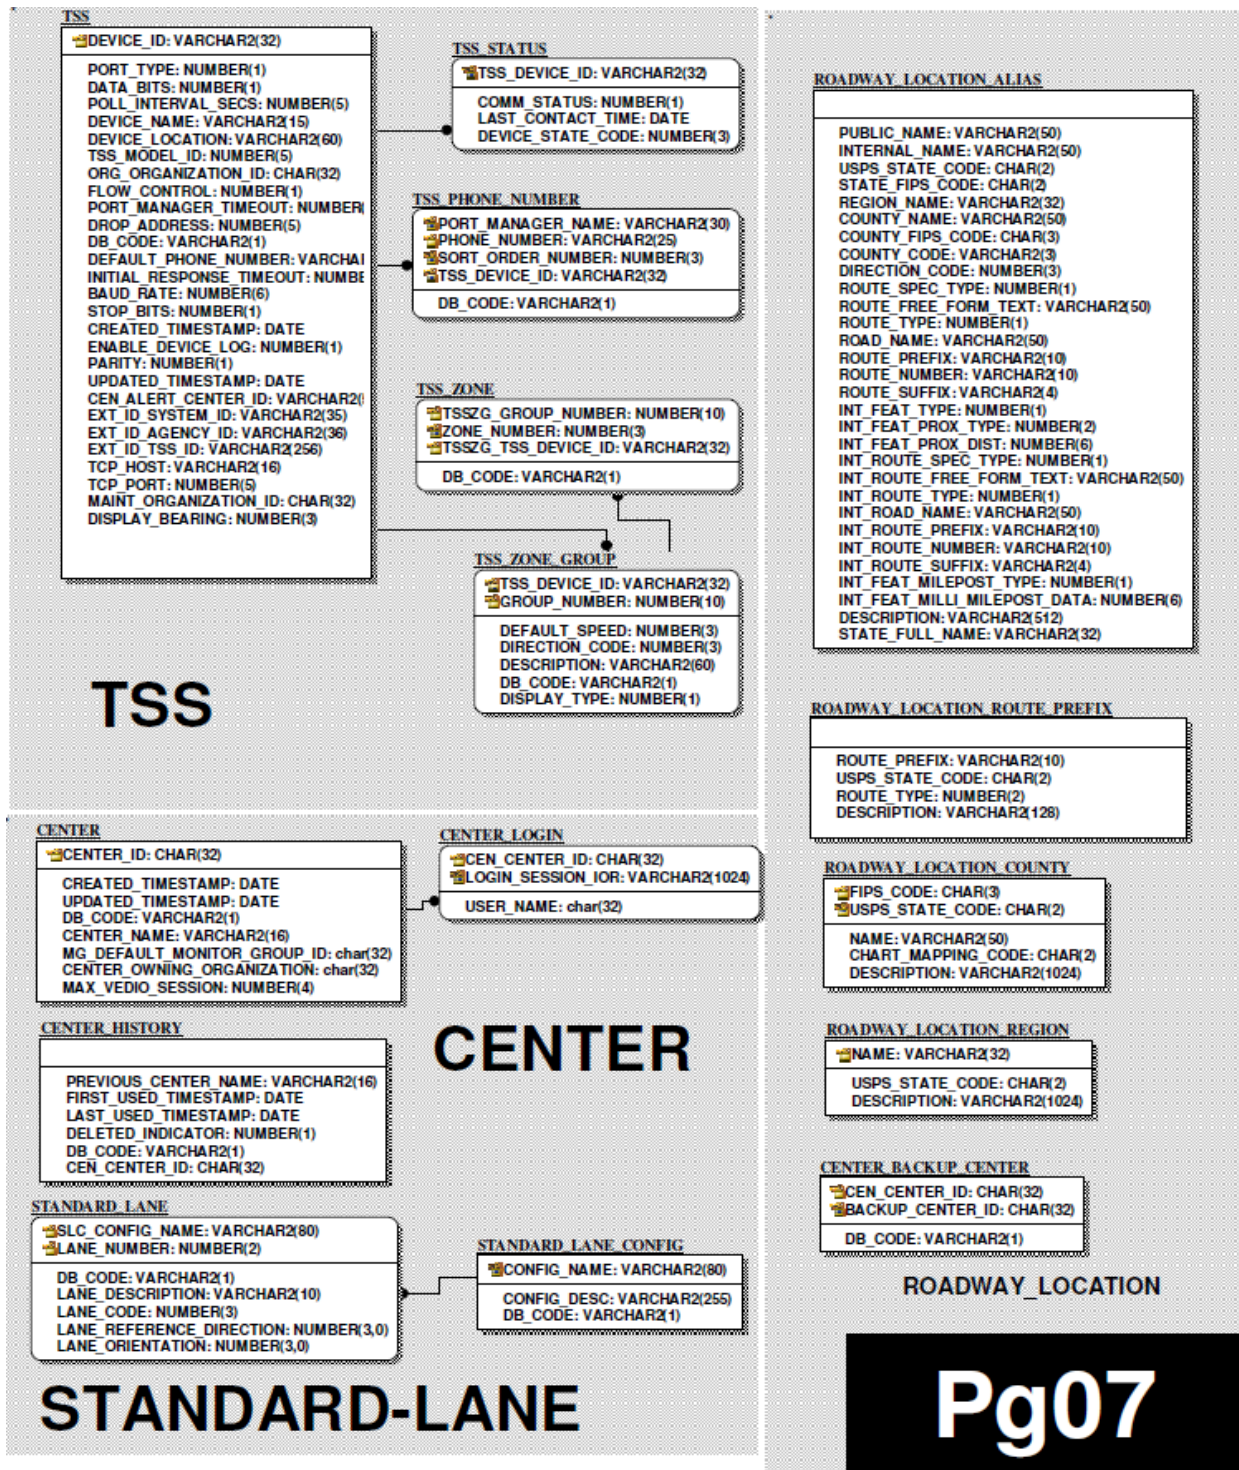 TSS
DEVICE_ID: VARCHAR2(32)
PORT_TYPE: NUMBER(1)
DATA_BITS: NUMBER(1)
POLL_INTERVAL_SECS: NUMBER(5)
DEVICE_NAME: VARCHAR2(15)
DEVICE_LOCATION: VARCHAR2(60)
TSS_MODEL_ID: NUMBER(5)
ORG_ORGANIZATION_ID: CHAR(32)
FLOW_CONTROL: NUMBER(1)
PORT_MANAGER_TIMEOUT: NUMBER(
DROP_ADDRESS: NUMBER(5)
DB_CODE: VARCHAR2(1)
DEFAULT_PHONE_NUMBER: VARCHAI
INITIAL_RESPONSE_TIMEOUT: NUMBE
BAUD_RATE: NUMBER(6)
STOP_BITS: NUMBER(1)
CREATED_TIMESTAMP: DATE
ENABLE_DEVICE_LOG: NUMBER(1)
PARITY: NUMBER(1)
UPDATED_TIMESTAMP: DATE
CEN_ALERT_CENTER_ID: VARCHAR2(
EXT_ID_SYSTEM_ID: VARCHAR2(35)
EXT_ID_AGENCY_ID: VARCHAR2(36)
EXT_ID_TSS_ID: VARCHAR2(256)
TCP_HOST: VARCHAR2(16)
TCP_PORT: NUMBER(5)
MAINT_ORGANIZATION_ID: CHAR(32)
DISPLAY_BEARING: NUMBER(3)
TSS_STATUS
TSS_DEVICE_ID: VARCHAR2(32)
COMM_STATUS: NUMBER(1)
LAST_CONTACT_TIME: DATE
DEVICE_STATE_CODE: NUMBER(3)
TSS_PHONE_NUMBER
PORT_MANAGER_NAME: VARCHAR2(30)
PHONE_NUMBER: VARCHAR2(25)
SORT_ORDER_NUMBER: NUMBER(3)
TSS_DEVICE_ID: VARCHAR2(32)
DB_CODE: VARCHAR2(1)
TSS_ZONE
TSSZG_GROUP_NUMBER: NUMBER(10)
ZONE_NUMBER: NUMBER(3)
TSSZG_TSS_DEVICE_ID: VARCHAR2(32)
DB_CODE: VARCHAR2(1)
TSS_ZONE_GROUP
TSS_DEVICE_ID: VARCHAR2(32)
GROUP_NUMBER: NUMBER(10)
DEFAULT_SPEED: NUMBER(3)
DIRECTION_CODE: NUMBER(3)
DESCRIPTION: VARCHAR2(60)
DB_CODE: VARCHAR2(1)
DISPLAY_TYPE: NUMBER(1)
TSS
CENTER
CENTER_ID: CHAR(32)
CREATED_TIMESTAMP: DATE
UPDATED_TIMESTAMP: DATE
DB_CODE: VARCHAR2(1)
CENTER_NAME: VARCHAR2(16)
MG_DEFAULT_MONITOR_GROUP_ID: char(32)
CENTER_OWNING_ORGANIZATION: char(32)
MAX_VEDIO_SESSION: NUMBER(4)
CENTER_LOGIN
CEN_CENTER_ID: CHAR(32)
LOGIN_SESSION_IOR: VARCHAR2(1024)
USER_NAME: char(32)
CENTER_HISTORY
PREVIOUS_CENTER_NAME: VARCHAR2(16)
FIRST_USED_TIMESTAMP: DATE
LAST_USED_TIMESTAMP: DATE
DELETED_INDICATOR: NUMBER(1)
DB_CODE: VARCHAR2(1)
CEN_CENTER_ID: CHAR(32)
CENTER
STANDARD_LANE
SLC_CONFIG_NAME: VARCHAR2(80)
LANE_NUMBER: NUMBER(2)
DB_CODE: VARCHAR2(1)
LANE_DESCRIPTION: VARCHAR2(10)
LANE_CODE: NUMBER(3)
LANE_REFERENCE_DIRECTION: NUMBER(3,0)
LANE_ORIENTATION: NUMBER(3,0)
STANDARD_LANE_CONFIG
CONFIG_NAME: VARCHAR2(80)
CONFIG_DESC: VARCHAR2(255)
DB_CODE: VARCHAR2(1)
STANDARD-LANE
ROADWAY_LOCATION_ALIAS
PUBLIC_NAME: VARCHAR2(50)
INTERNAL_NAME: VARCHAR2(50)
USPS_STATE_CODE: CHAR(2)
STATE_FIPS_CODE: CHAR(2)
REGION_NAME: VARCHAR2(32)
COUNTY_NAME: VARCHAR2(50)
COUNTY_FIPS_CODE: CHAR(3)
COUNTY_CODE: VARCHAR2(3)
DIRECTION_CODE: NUMBER(3)
ROUTE_SPEC_TYPE: NUMBER(1)
ROUTE_FREE_FORM_TEXT: VARCHAR2(50)
ROUTE_TYPE: NUMBER(1)
ROAD_NAME: VARCHAR2(50)
ROUTE_PREFIX: VARCHAR2(10)
ROUTE_NUMBER: VARCHAR2(10)
ROUTE_SUFFIX: VARCHAR2(4)
INT_FEAT_TYPE: NUMBER(1)
INT_FEAT_PROX_TYPE: NUMBER(2)
INT_FEAT_PROX_DIST: NUMBER(6)
INT_ROUTE_SPEC_TYPE: NUMBER(1)
INT_ROUTE_FREE_FORM_TEXT: VARCHAR2(50)
INT_ROUTE_TYPE: NUMBER(1)
INT_ROAD_NAME: VARCHAR2(50)
INT_ROUTE_PREFIX: VARCHAR2(10)
INT_ROUTE_NUMBER: VARCHAR2(10)
INT_ROUTE_SUFFIX: VARCHAR2(4)
INT_FEAT_MILEPOST_TYPE: NUMBER(1)
INT_FEAT_MILLI_MILEPOST_DATA: NUMBER(6)
DESCRIPTION: VARCHAR2(512)
STATE_FULL_NAME: VARCHAR2(32)
ROADWAY_LOCATION_ROUTE_PREFIX
ROUTE_PREFIX: VARCHAR2(10)
USPS_STATE_CODE: CHAR(2)
ROUTE_TYPE: NUMBER(2)
DESCRIPTION: VARCHAR2(128)
ROADWAY_LOCATION_COUNTY
FIPS_CODE: CHAR(3)
USPS_STATE_CODE: CHAR(2)
NAME: VARCHAR2(50)
CHART_MAPPING_CODE: CHAR(2)
DESCRIPTION: VARCHAR2(1024)
ROADWAY_LOCATION_REGION
NAME: VARCHAR2(32)
USPS_STATE_CODE: CHAR(2)
DESCRIPTION: VARCHAR2(1024)
CENTER_BACKUP_CENTER
CEN_CENTER_ID: CHAR(32)
BACKUP_CENTER_ID: CHAR(32)
DB_CODE: VARCHAR2(1)
ROADWAY_LOCATION
Pg07